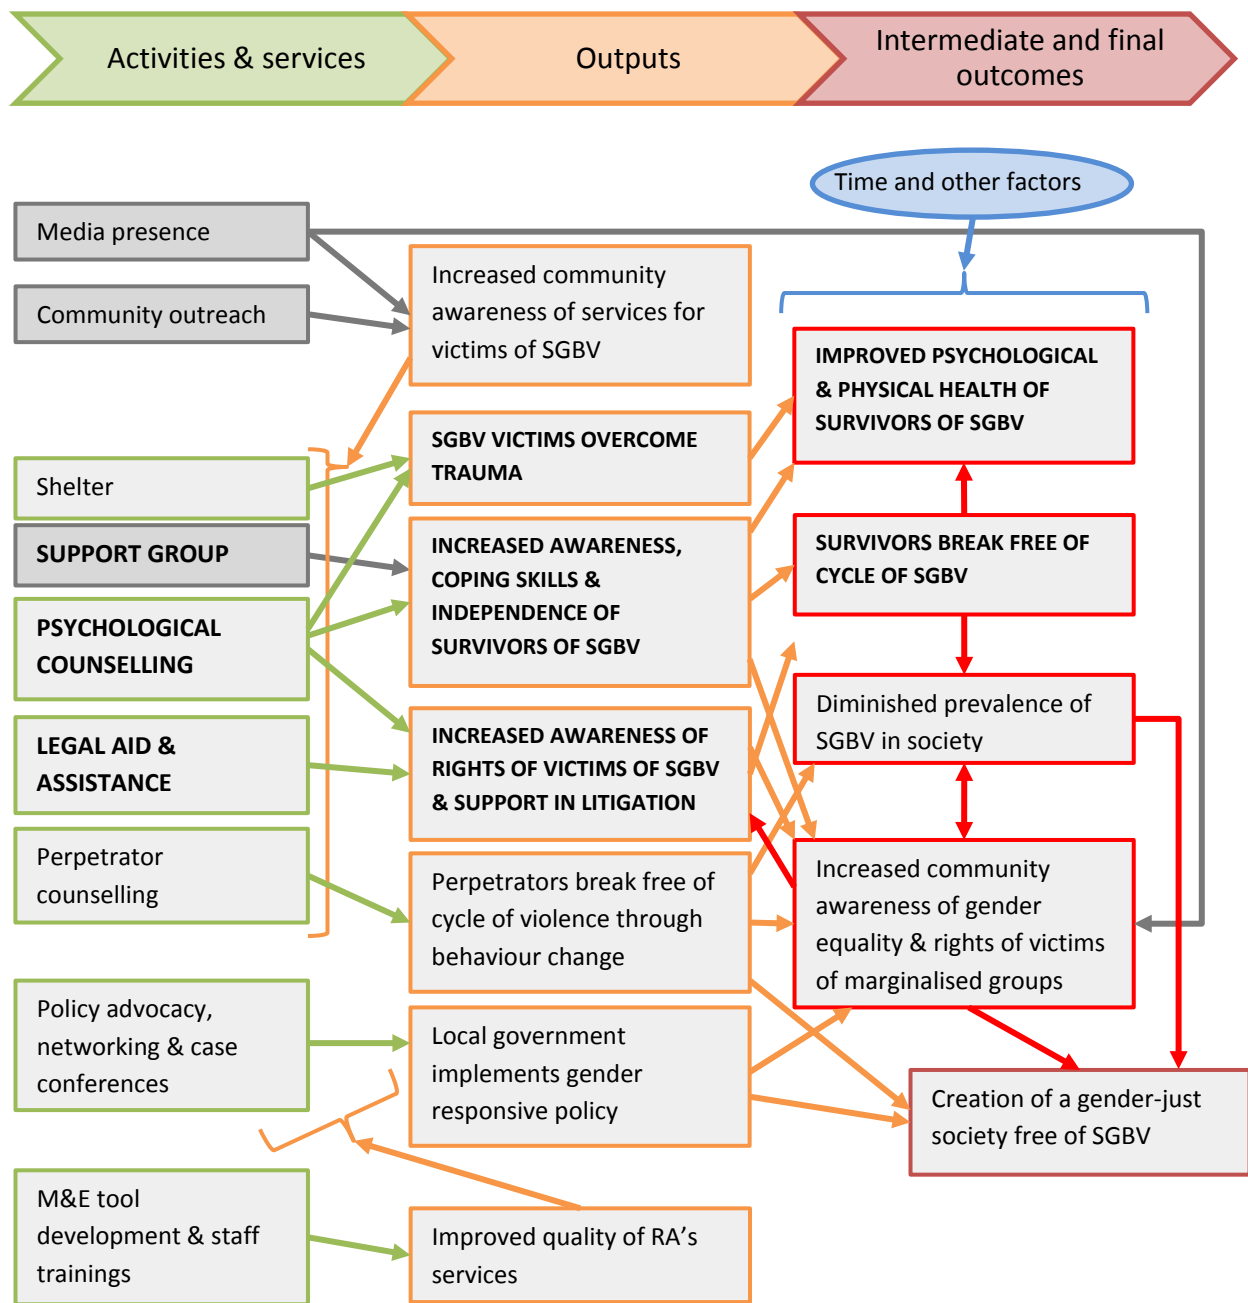 Activities & services
Outputs
Intermediate and final
outcomes
Time and other factors
Media presence
Community outreach
Shelter
SUPPORT GROUP
PSYCHOLOGICAL
COUNSELLING
LEGAL AID &
ASSISTANCE
Perpetrator
counselling
Policy advocacy,
networking & case
conferences
M&E tool
development & staff
trainings
Increased community
awareness of services for
victims of SGBV
SGBV VICTIMS OVERCOME
TRAUMA
INCREASED AWARENESS,
COPING SKILLS &
INDEPENDENCE OF
SURVIVORS OF SGBV
INCREASED AWARENESS OF
RIGHTS OF VICTIMS OF SGBV
& SUPPORT IN LITIGATION
Perpetrators break free of
cycle of violence through
behaviour change
Local government
implements gender
responsive policy
Improved quality of RA's
services
IMPROVED PSYCHOLOGICAL
& PHYSICAL HEALTH OF
SURVIVORS OF SGBV
SURVIVORS BREAK FREE OF
CYCLE OF SGBV
Diminished prevalence of
SGBV in society
Increased community
awareness of gender
equality & rights of victims
of marginalised groups
Creation of a gender-just
society free of SGBV